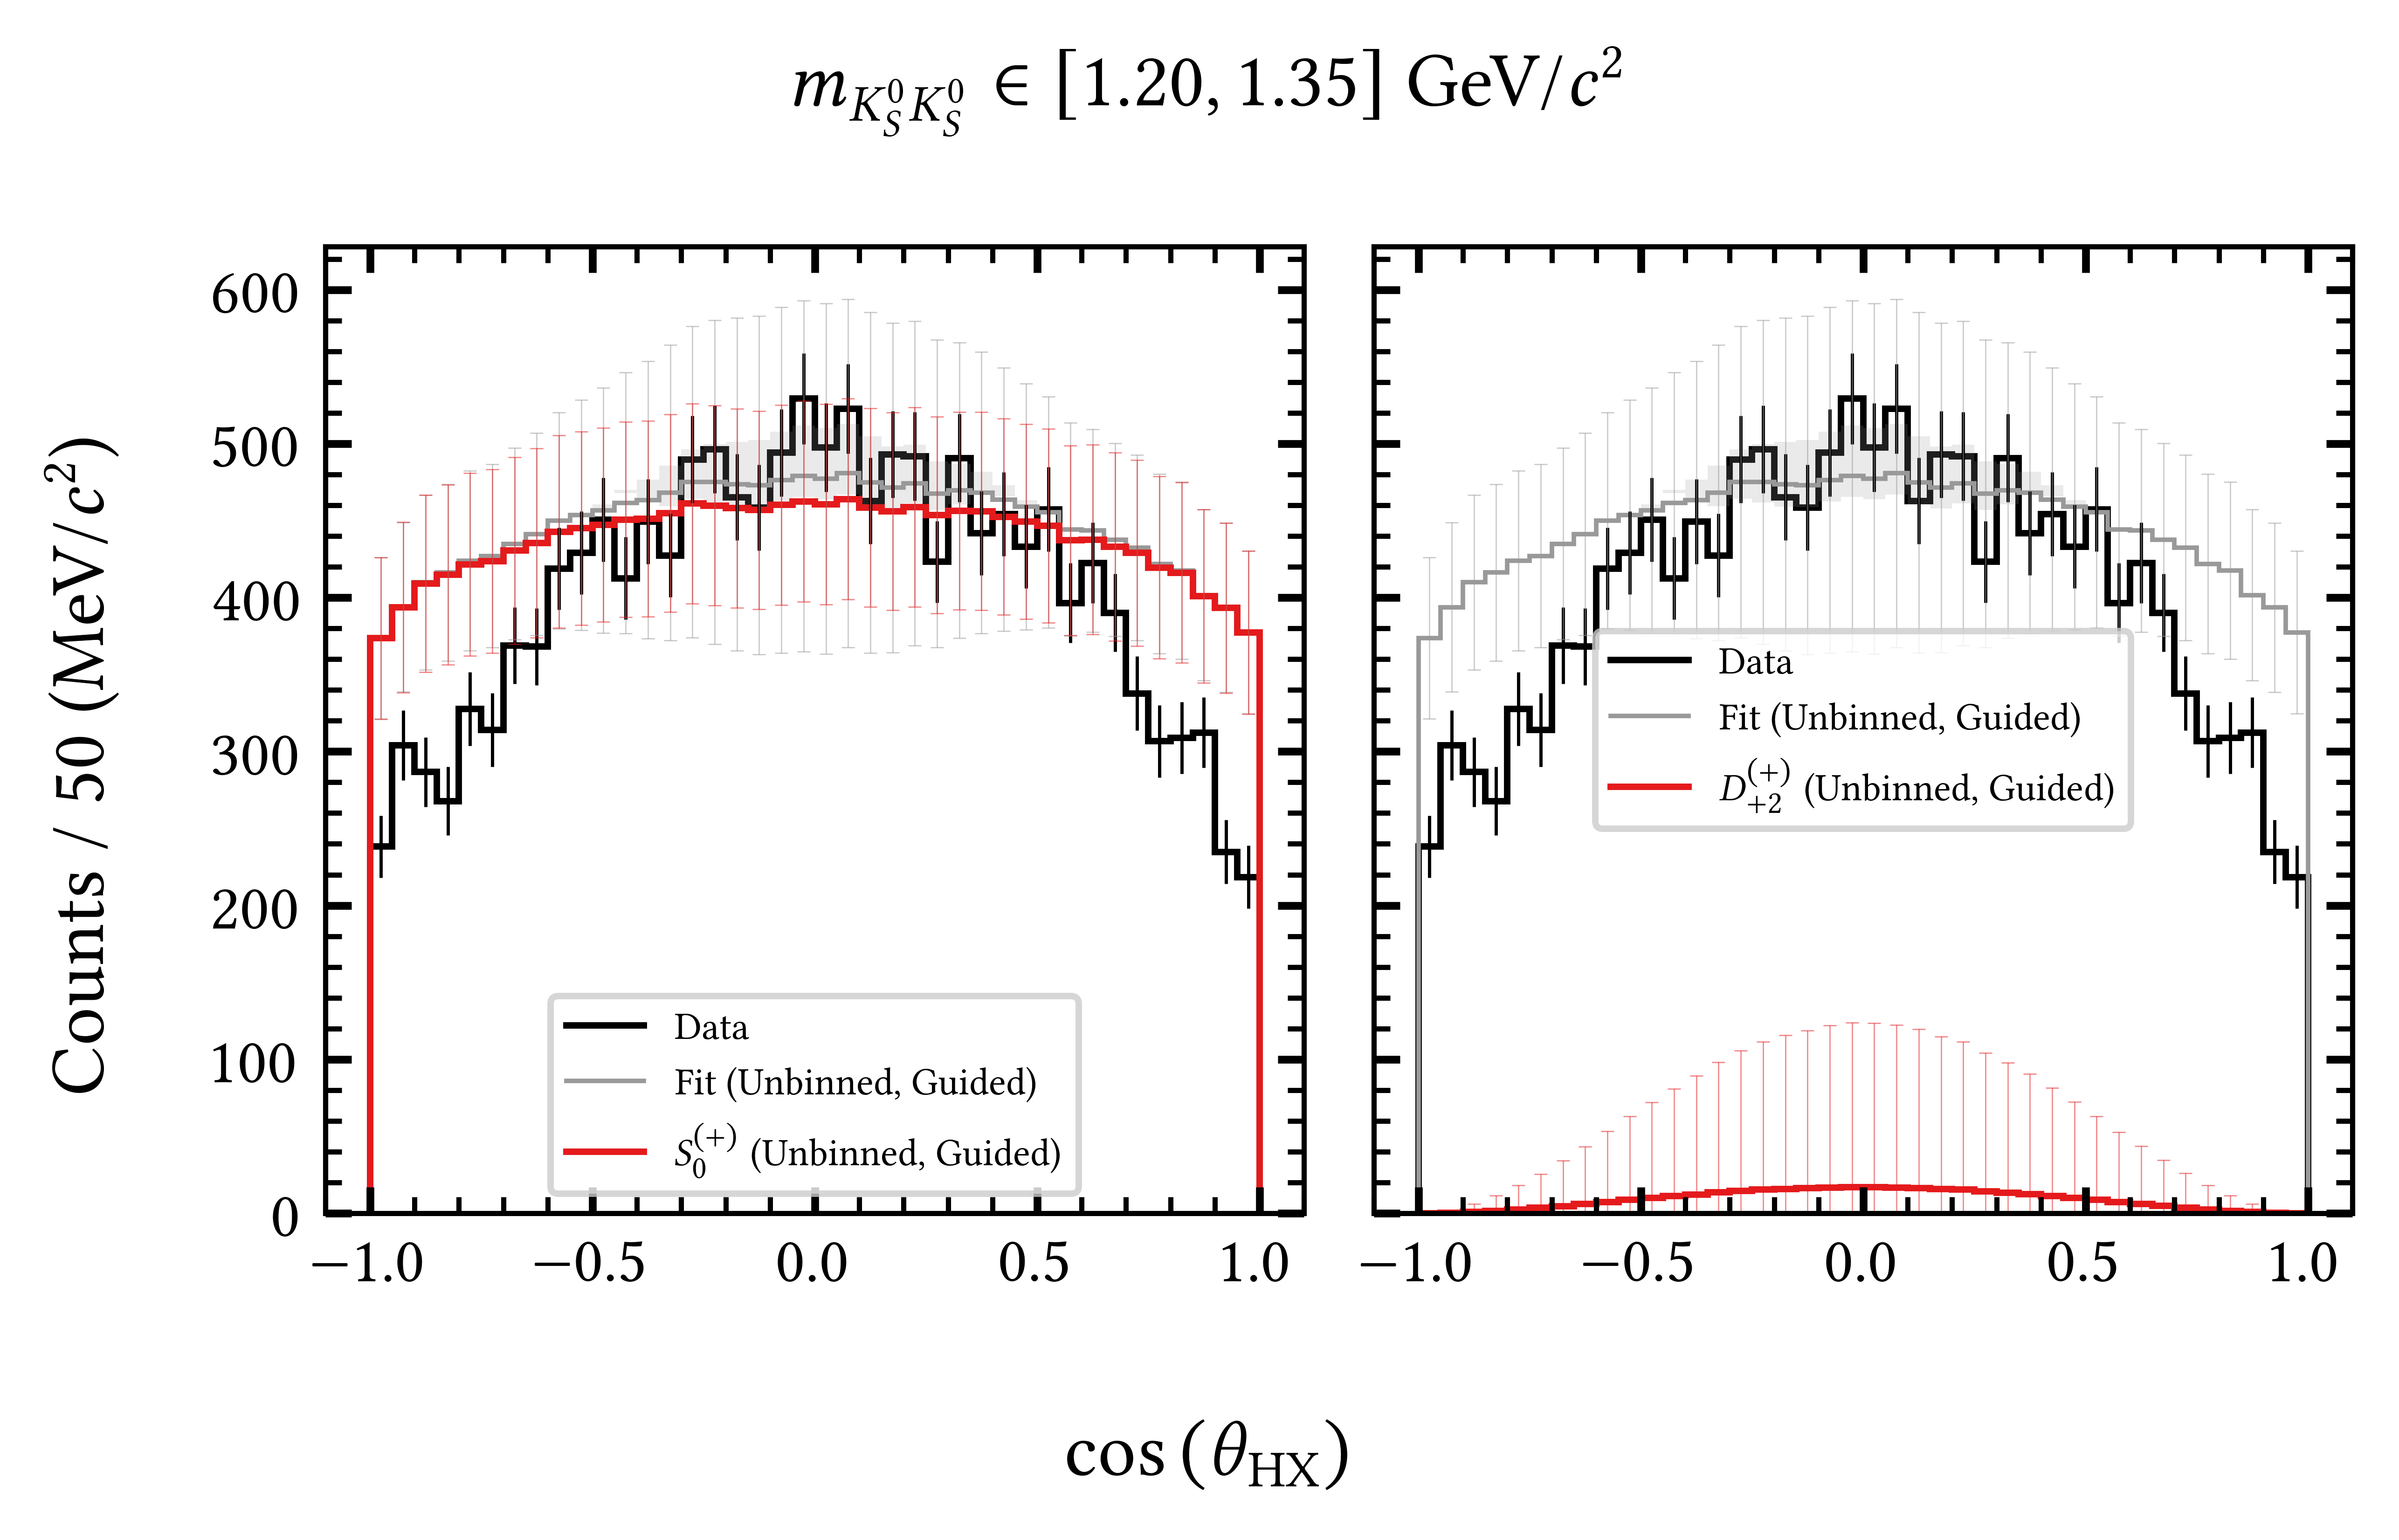 m_{K_S^0 K_S^0} ∈ [1.20, 1.35] GeV/c²
Counts / 50 (MeV/c²)
600
500
400
300
200
100
0
Data
Fit (Unbinned, Guided)
S_0^{(+)} (Unbinned, Guided)
−1.0 −0.5 0.0 0.5 1.0
Data
Fit (Unbinned, Guided)
D_{+2}^{(+)} (Unbinned, Guided)
−1.0 −0.5 0.0 0.5 1.0
cos (θ_{HX})